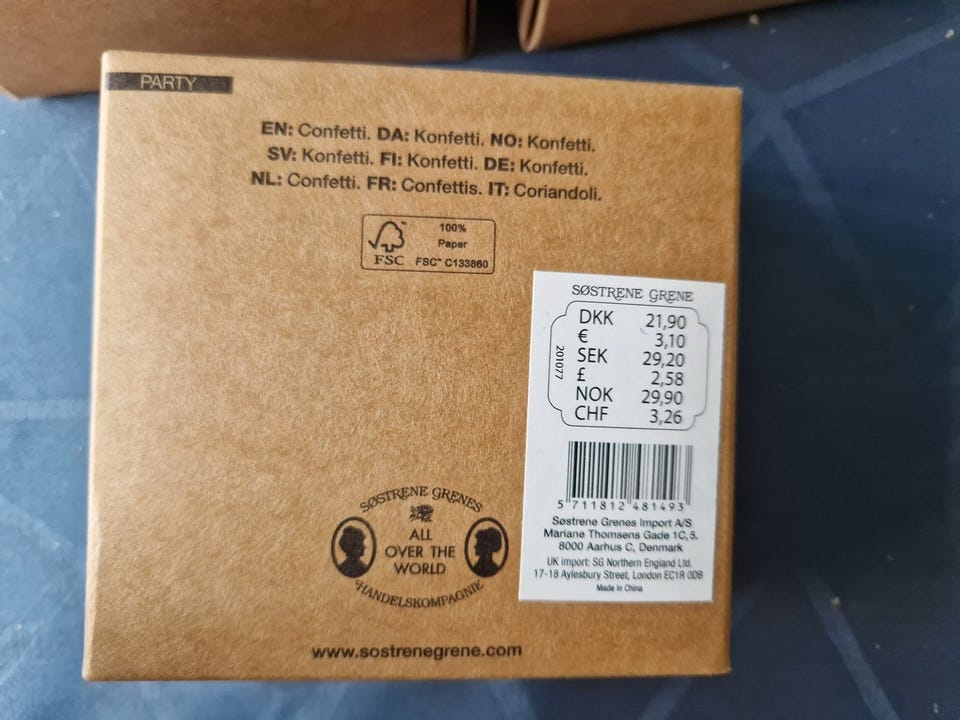 PARTY
EN: Confetti. DA: Konfetti. NO: Konfetti.
SV: Konfetti. FI: Konfetti. DE: Konfetti.
NL: Confetti. FR: Confettis. IT: Coriandoli.
FSC
100%
Paper
FSC™ C133860
SØSTRENE GRENE
201077
DKK 21,90
€ 3,10
SEK 29,20
£ 2,58
NOK 29,90
CHF 3,26
5 711812 481493
Søstrene Grenes Import A/S
Mariane Thomsens Gade 1C, 5.
8000 Aarhus C, Denmark
UK import: SG Northern England Ltd.
17-18 Aylesbury Street, London EC1R 0DB
Made in China
SØSTRENE GRENES
ALL
OVER THE
WORLD
HANDELSKOMPAGNIE
www.sostrenegrene.com